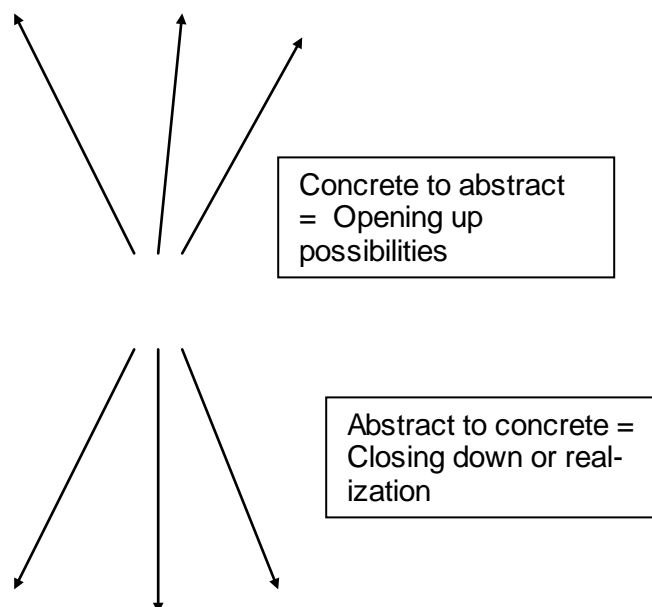 Concrete to abstract
= Opening up
possibilities
Abstract to concrete =
Closing down or real-
ization